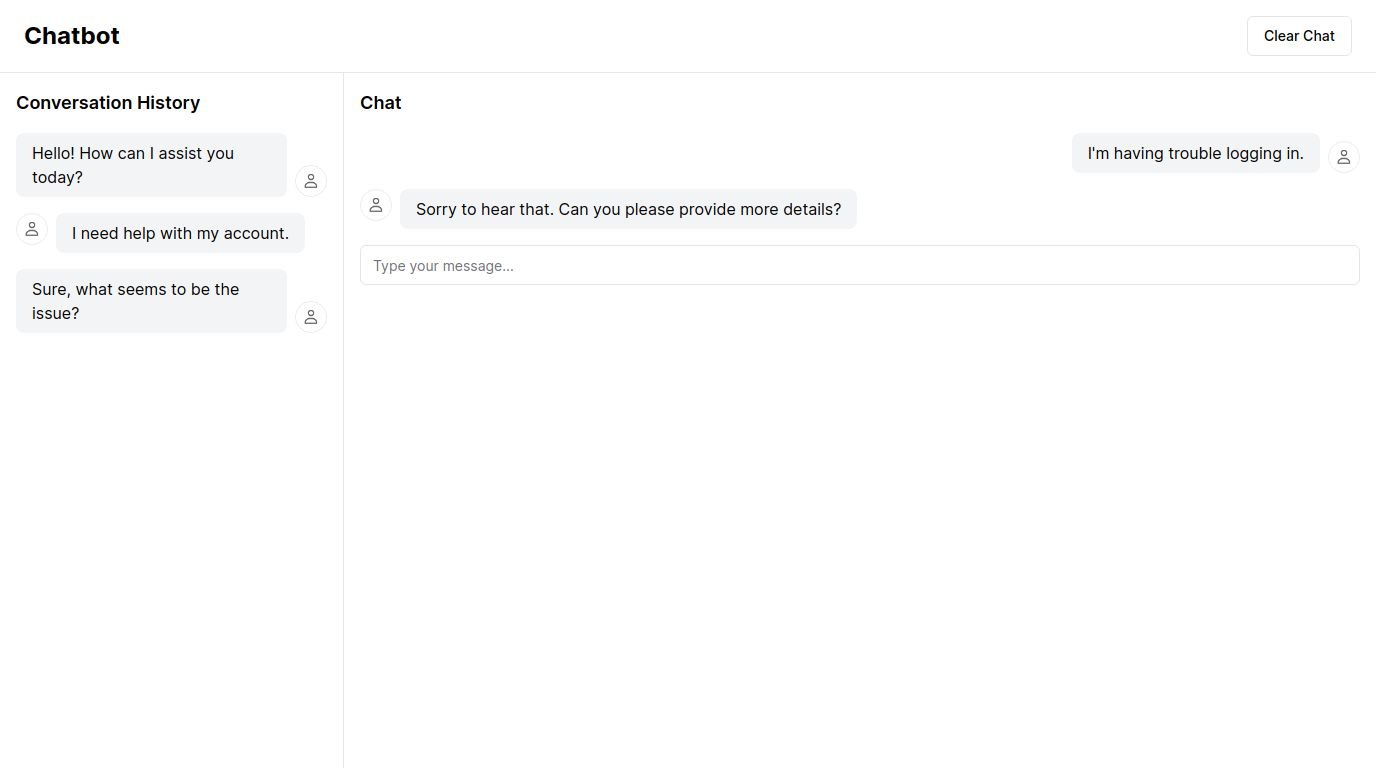 Chatbot
Clear Chat
Conversation History
Hello! How can I assist you
today?
I need help with my account.
Sure, what seems to be the
issue?
Chat
I'm having trouble logging in.
Sorry to hear that. Can you please provide more details?
Type your message...